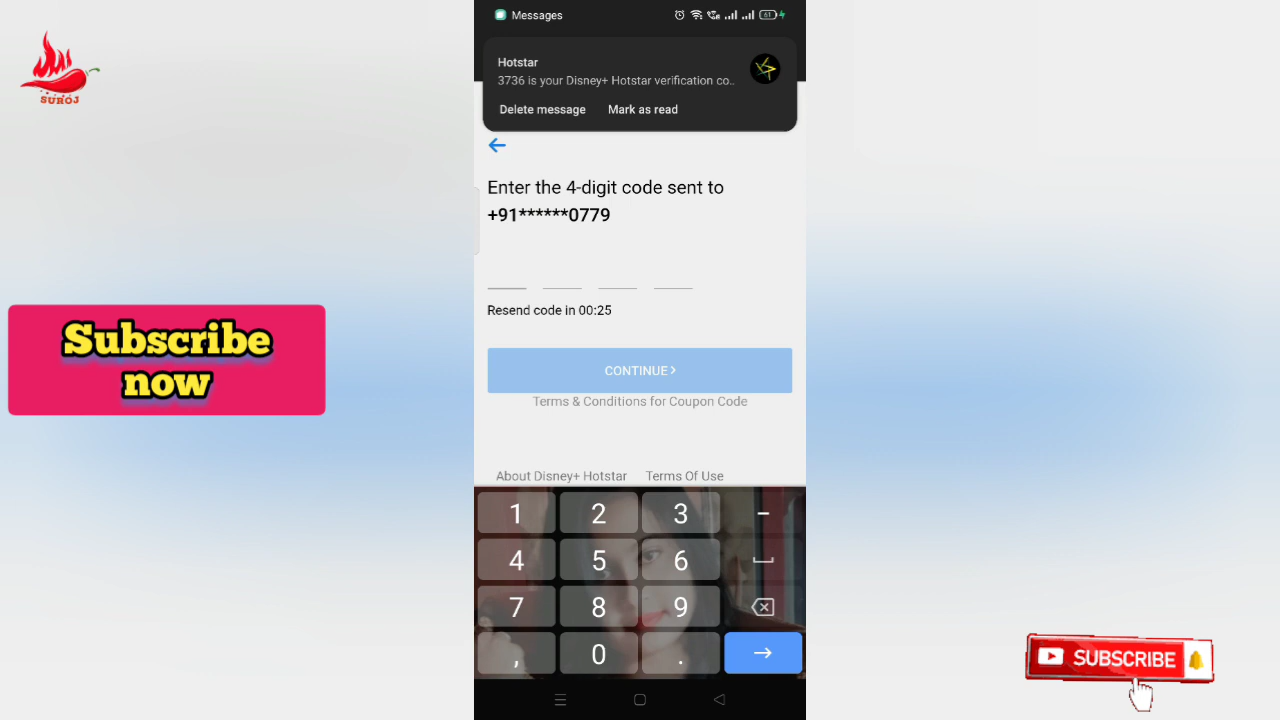 Messages
61
Hotstar
3736 is your Disney+ Hotstar verification co..
Delete message Mark as read
SUROJ
Enter the 4-digit code sent to
+91******0779
Resend code in 00:25
Subscribe
now
CONTINUE >
Terms & Conditions for Coupon Code
About Disney+ Hotstar Terms Of Use
1 2 3 -
4 5 6
7 8 9
, 0 .
SUBSCRIBE